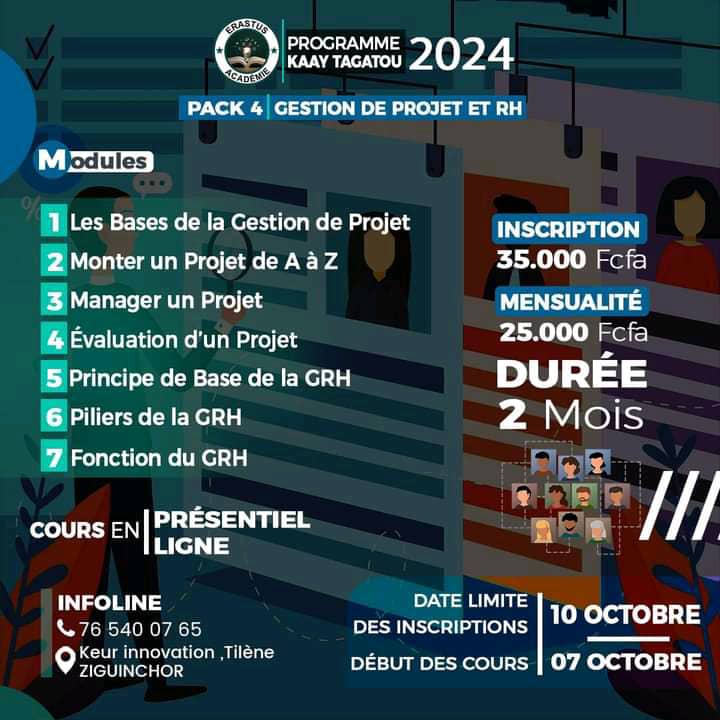 ERASTUS
ACADÉMIE
PROGRAMME
KAAY TAGATOU
2024
PACK 4 GESTION DE PROJET ET RH
Modules
1 Les Bases de la Gestion de Projet
2 Monter un Projet de A à Z
3 Manager un Projet
4 Évaluation d'un Projet
5 Principe de Base de la GRH
6 Piliers de la GRH
7 Fonction du GRH
INSCRIPTION
35.000 Fcfa
MENSUALITÉ
25.000 Fcfa
DURÉE
2 Mois
COURS EN
PRÉSENTIEL
LIGNE
INFOLINE
76 540 07 65
Keur innovation ,Tilène
ZIGUINCHOR
DATE LIMITE
DES INSCRIPTIONS
10 OCTOBRE
DÉBUT DES COURS
07 OCTOBRE
%